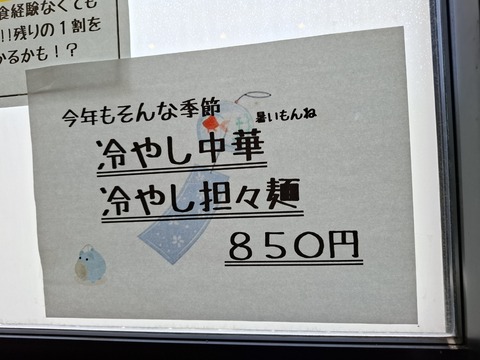 食経験なくても
!!残りの1割を
かるかも!?
今年もそんな季節
暑いもんね
冷やし中華
冷やし担々麺
850円